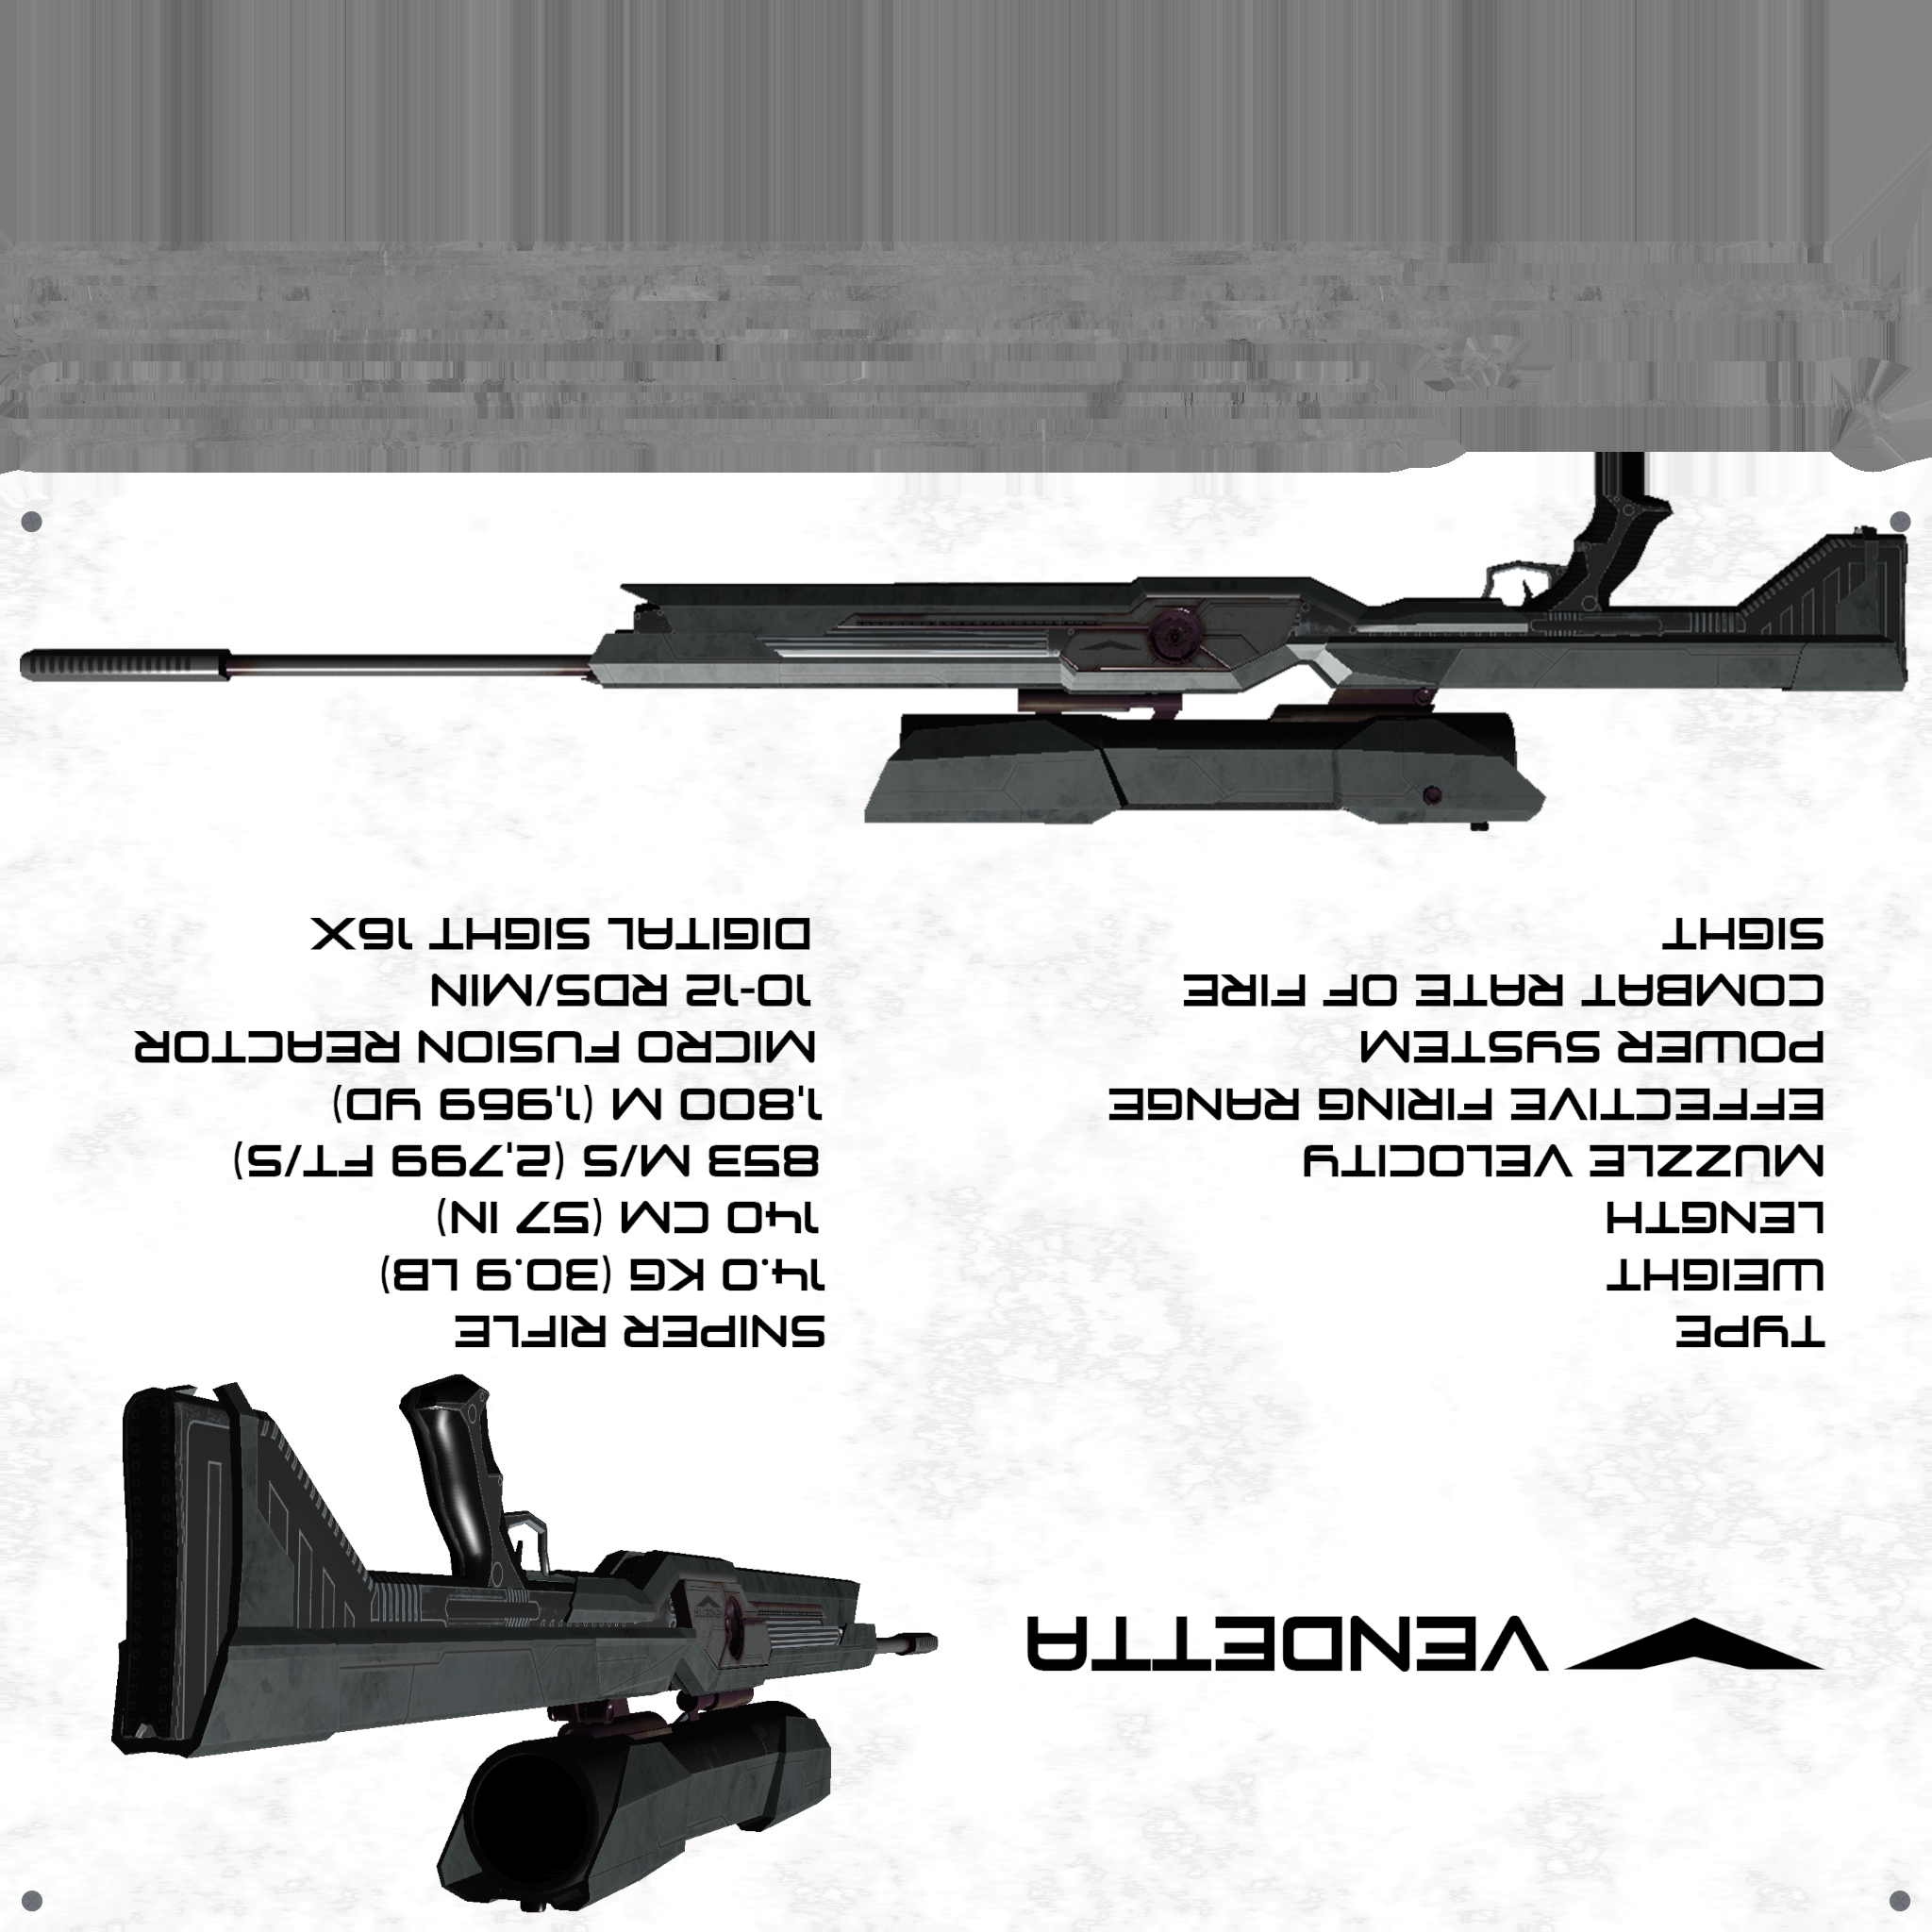 VENDETTA
TYPE SNIPER RIFLE
WEIGHT 14.0 KG (30.9 LB)
LENGTH 140 CM (57 IN)
MUZZLE VELOCITY 853 M/S (2,799 FT/S)
EFFECTIVE FIRING RANGE 1,800 M (1,969 YD)
POWER SYSTEM MICRO FUSION REACTOR
COMBAT RATE OF FIRE 10-12 RDS/MIN
SIGHT DIGITAL SIGHT 16X